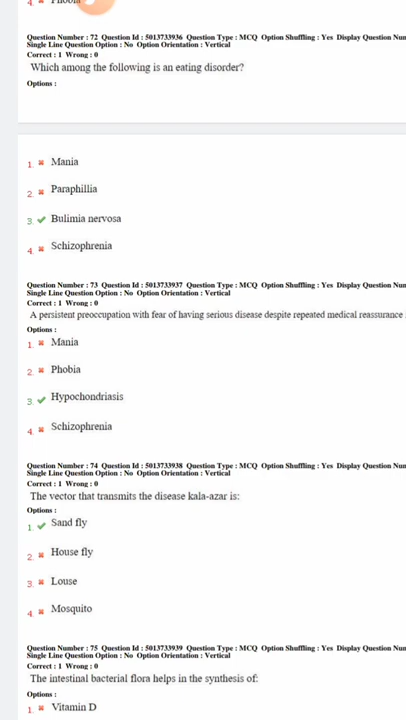 4. Phobia
Question Number : 72 Question Id : 5013733936 Question Type : MCQ Option Shuffling : Yes Display Question Num
Single Line Question Option : No Option Orientation : Vertical
Correct : 1 Wrong : 0
Which among the following is an eating disorder?
Options :
1. Mania
2. Paraphillia
3. Bulimia nervosa
4. Schizophrenia
Question Number : 73 Question Id : 5013733937 Question Type : MCQ Option Shuffling : Yes Display Question Num
Single Line Question Option : No Option Orientation : Vertical
Correct : 1 Wrong : 0
A persistent preoccupation with fear of having serious disease despite repeated medical reassurance
Options :
1. Mania
2. Phobia
3. Hypochondriasis
4. Schizophrenia
Question Number : 74 Question Id : 5013733938 Question Type : MCQ Option Shuffling : Yes Display Question Num
Single Line Question Option : No Option Orientation : Vertical
Correct : 1 Wrong : 0
The vector that transmits the disease kala-azar is:
Options :
1. Sand fly
2. House fly
3. Louse
4. Mosquito
Question Number : 75 Question Id : 5013733939 Question Type : MCQ Option Shuffling : Yes Display Question Num
Single Line Question Option : No Option Orientation : Vertical
Correct : 1 Wrong : 0
The intestinal bacterial flora helps in the synthesis of:
Options :
1. Vitamin D